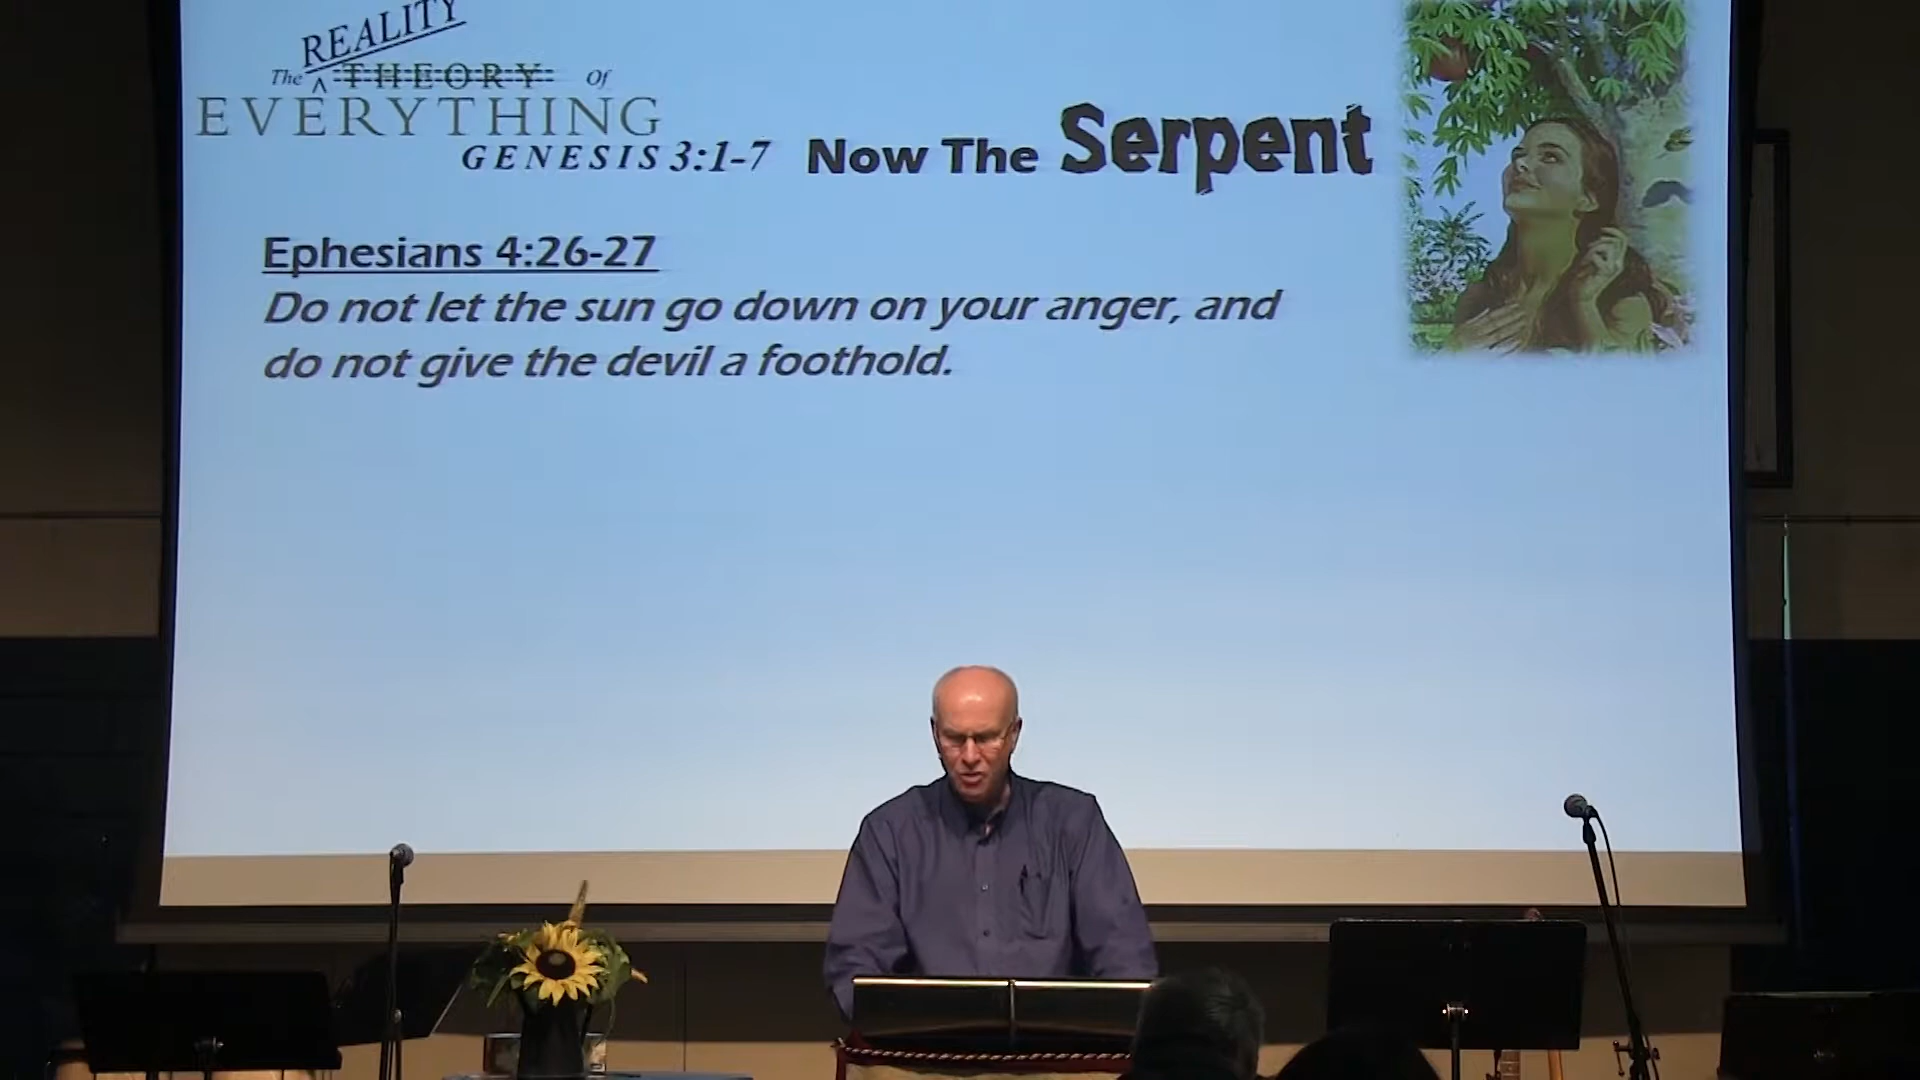 REALITY
The ^ THEORY Of
EVERYTHING
GENESIS 3:1-7 Now The Serpent
Ephesians 4:26-27
Do not let the sun go down on your anger, and
do not give the devil a foothold.